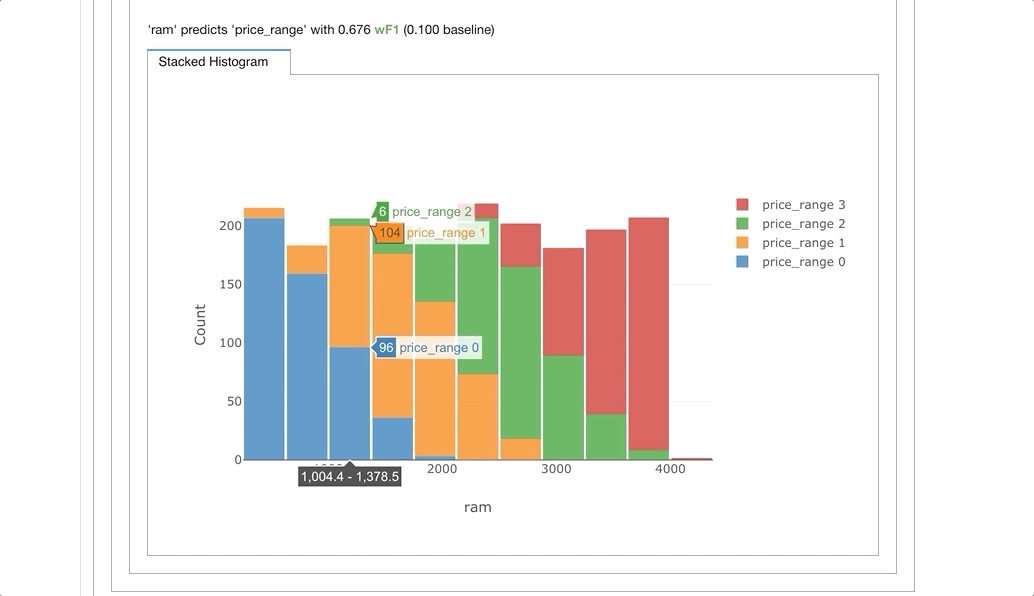 'ram' predicts 'price_range' with 0.676 wF1 (0.100 baseline)
Stacked Histogram
6 price_range 2
104 price_range 1
96 price_range 0
price_range 3
price_range 2
price_range 1
price_range 0
Count
200
150
100
50
0
2000 3000 4000
1,004.4 - 1,378.5
ram